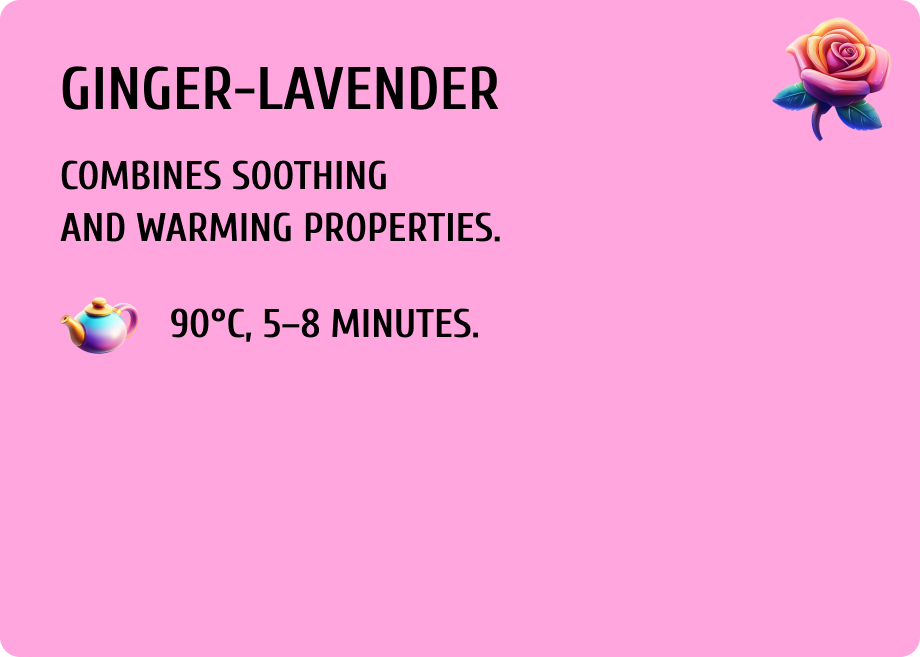 GINGER-LAVENDER
COMBINES SOOTHING
AND WARMING PROPERTIES.
90°C, 5–8 MINUTES.